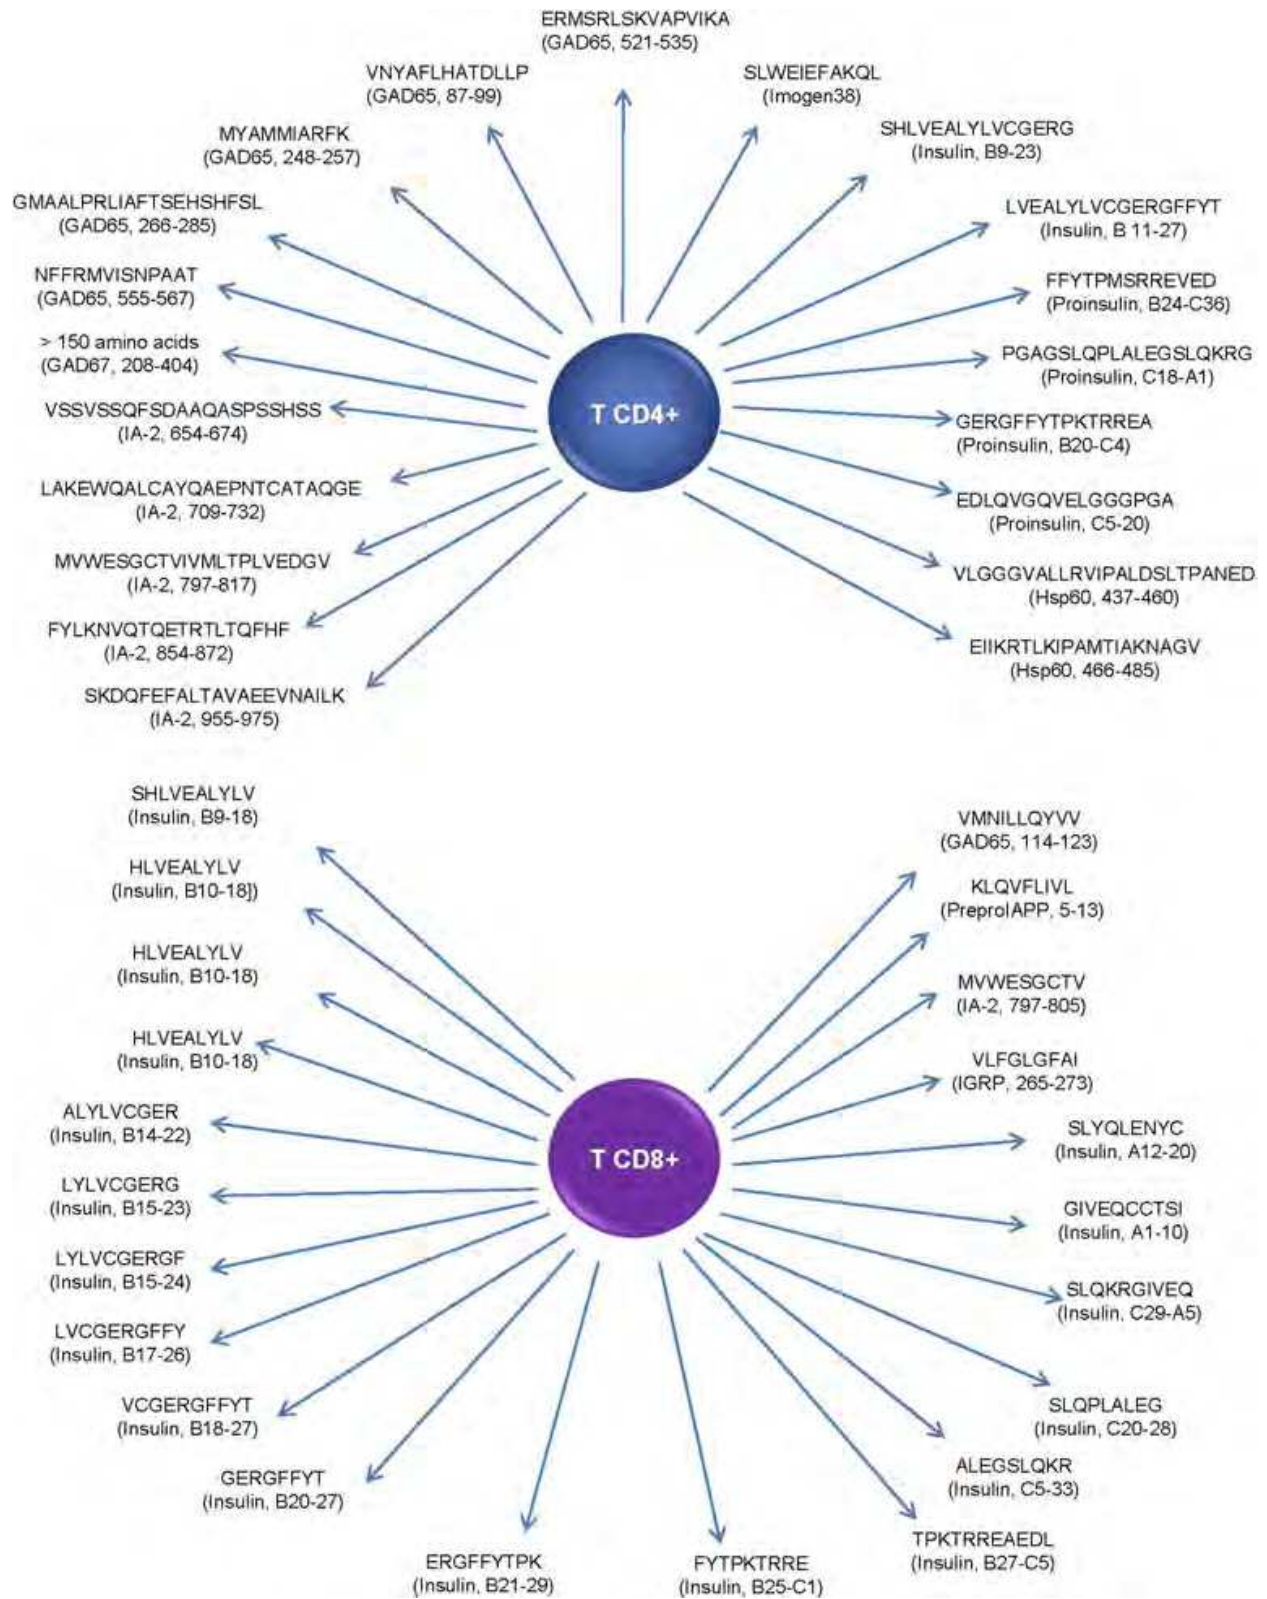 ERMSRLSKVAPVIKA
(GAD65, 521-535)
VNYAFLHATDLLP
(GAD65, 87-99)
SLWEIEFAKQL
(Imogen38)
MYAMMIARFK
(GAD65, 248-257)
SHLVEALYLVCGERG
(Insulin, B9-23)
GMAALPRLIAFTSEHSHFSL
(GAD65, 266-285)
LVEALYLVCGERGFFYT
(Insulin, B 11-27)
NFFRMVISNPAAT
(GAD65, 555-567)
FFYTPMSRREVED
(Proinsulin, B24-C36)
> 150 amino acids
(GAD67, 208-404)
PGAGSLQPLALEGSLQKRG
(Proinsulin, C18-A1)
VSSVSSQFSDAAQASPSSHSS
(IA-2, 654-674)
T CD4+
GERGFFYTPKTRREA
(Proinsulin, B20-C4)
LAKEWQALCAYQAEPNTCATAQGE
(IA-2, 709-732)
EDLQVGQVELGGGPGA
(Proinsulin, C5-20)
MVWESGCTVIVMLTPLVEDGV
(IA-2, 797-817)
VLGGGVALLRVIPALDSLTPANED
(Hsp60, 437-460)
FYLKNVQTQETRTLTQFHF
(IA-2, 854-872)
EIIKRTLKIPAMTIAKNAGV
(Hsp60, 466-485)
SKDQFEFALTAVAEEVNAILK
(IA-2, 955-975)
SHLVEALYLV
(Insulin, B9-18)
VMNILLQYVV
(GAD65, 114-123)
HLVEALYLV
(Insulin, B10-18])
KLQVFLIVL
(PreproIAPP, 5-13)
HLVEALYLV
(Insulin, B10-18)
MVWESGCTV
(IA-2, 797-805)
HLVEALYLV
(Insulin, B10-18)
VLFGLGFAI
(IGRP, 265-273)
ALYLVCGER
(Insulin, B14-22)
T CD8+
SLYQLENYC
(Insulin, A12-20)
LYLVCGERG
(Insulin, B15-23)
GIVEQCCTSI
(Insulin, A1-10)
LYLVCGERGF
(Insulin, B15-24)
SLQKRGIVEQ
(Insulin, C29-A5)
LVCGERGFFY
(Insulin, B17-26)
VCGERGFFYT
(Insulin, B18-27)
SLQPLALEG
(Insulin, C20-28)
GERGFFYT
(Insulin, B20-27)
ALEGSLQKR
(Insulin, C5-33)
ERGFFYTPK
(Insulin, B21-29)
FYTPKTRRE
(Insulin, B25-C1)
TPKTRREAEDL
(Insulin, B27-C5)